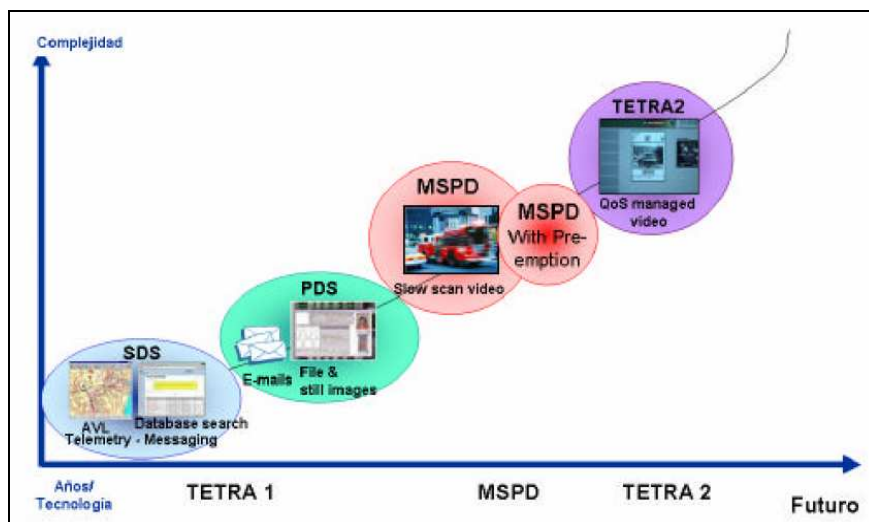 Complejidad
TETRA2
QoS managed
video
MSPD
Slow scan video
MSPD
With Pre-
emption
PDS
E-mails
File &
still images
SDS
AVL
Database search
Telemetry - Messaging
Años/
Tecnología
TETRA 1
MSPD
TETRA 2
Futuro